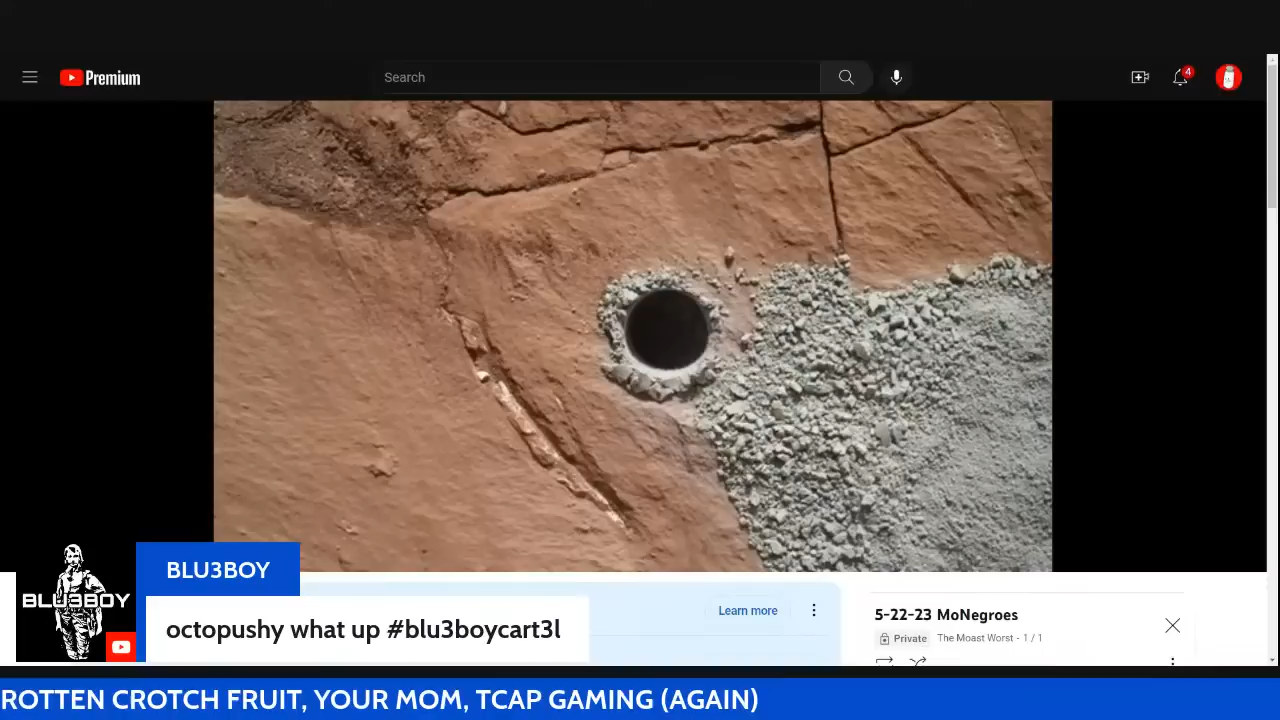 Premium
Search
4
BLU3BOY
BLU3BOY
octopushy what up #blu3boycart3l
Learn more
5-22-23 MoNegroes
Private The Moast Worst - 1 / 1
ROTTEN CROTCH FRUIT, YOUR MOM, TCAP GAMING (AGAIN)